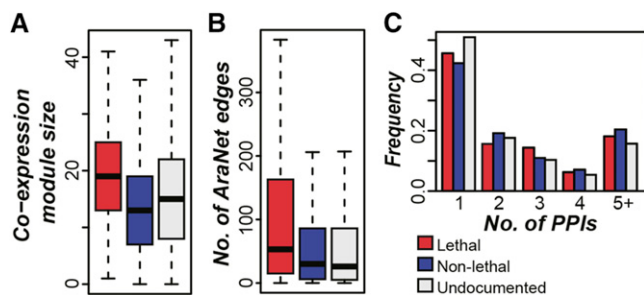 A
Co-expression
module size
0
20
40
B
No. of AraNet edges
0
100
200
300
C
Frequency
0.0
0.2
0.4
1
2
3
4
5+
No. of PPIs
Lethal
Non-lethal
Undocumented